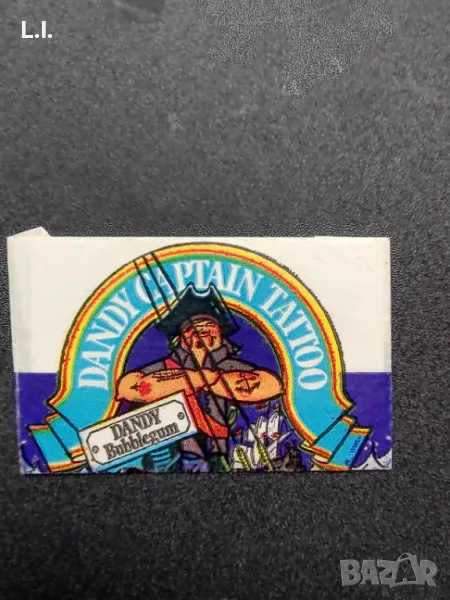 L.I.
DANDY CAPTAIN TATTOO
DANDY
Bubblegum
BAZAR